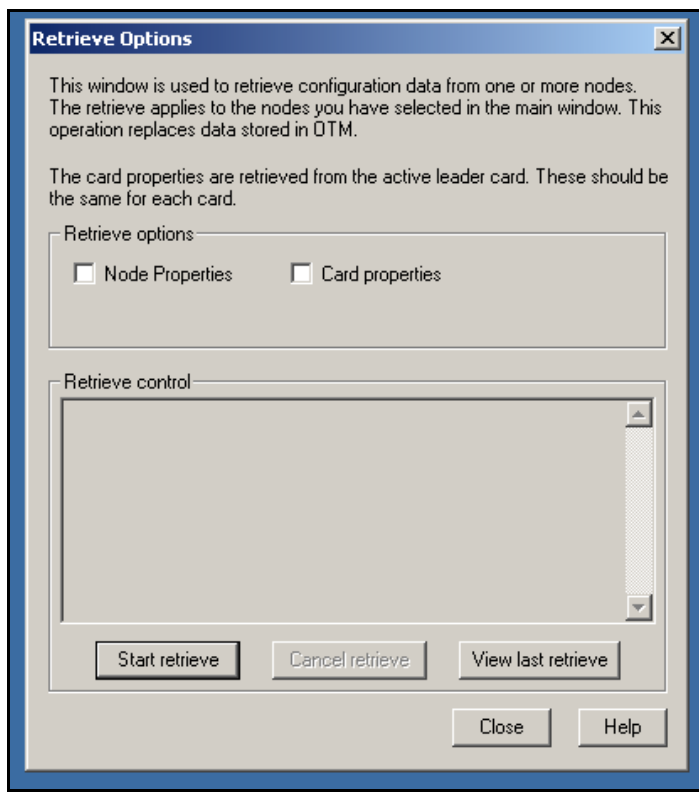 Retrieve Options
This window is used to retrieve configuration data from one or more nodes.
The retrieve applies to the nodes you have selected in the main window. This
operation replaces data stored in OTM.
The card properties are retrieved from the active leader card. These should be
the same for each card.
Retrieve options
Node Properties Card properties
Retrieve control
Start retrieve Cancel retrieve View last retrieve
Close Help